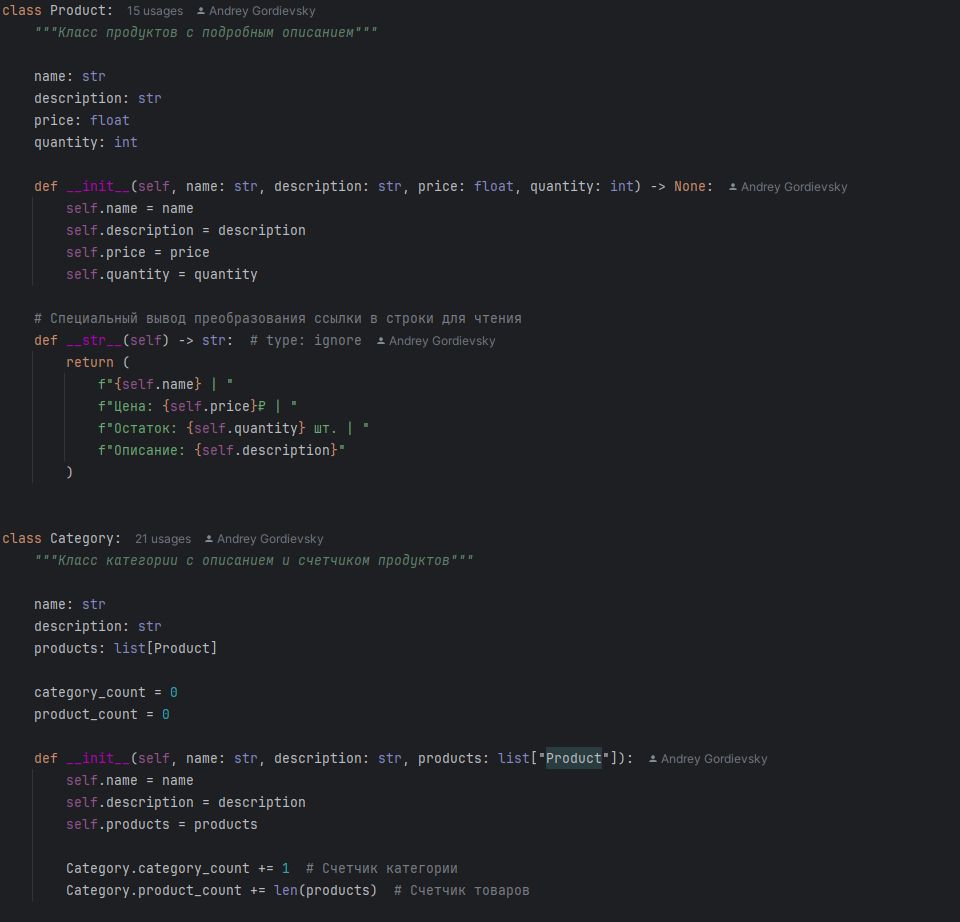 class Product: 15 usages Andrey Gordievsky
"""Класс продуктов с подробным описанием"""
name: str
description: str
price: float
quantity: int
def __init__(self, name: str, description: str, price: float, quantity: int) -> None: Andrey Gordievsky
self.name = name
self.description = description
self.price = price
self.quantity = quantity
# Специальный вывод преобразования ссылки в строки для чтения
def __str__(self) -> str: # type: ignore Andrey Gordievsky
return (
f"{self.name} | "
f"Цена: {self.price}₽ | "
f"Остаток: {self.quantity} шт. | "
f"Описание: {self.description}"
)
class Category: 21 usages Andrey Gordievsky
"""Класс категории с описанием и счетчиком продуктов"""
name: str
description: str
products: list[Product]
category_count = 0
product_count = 0
def __init__(self, name: str, description: str, products: list["Product"]): Andrey Gordievsky
self.name = name
self.description = description
self.products = products
Category.category_count += 1 # Счетчик категории
Category.product_count += len(products) # Счетчик товаров